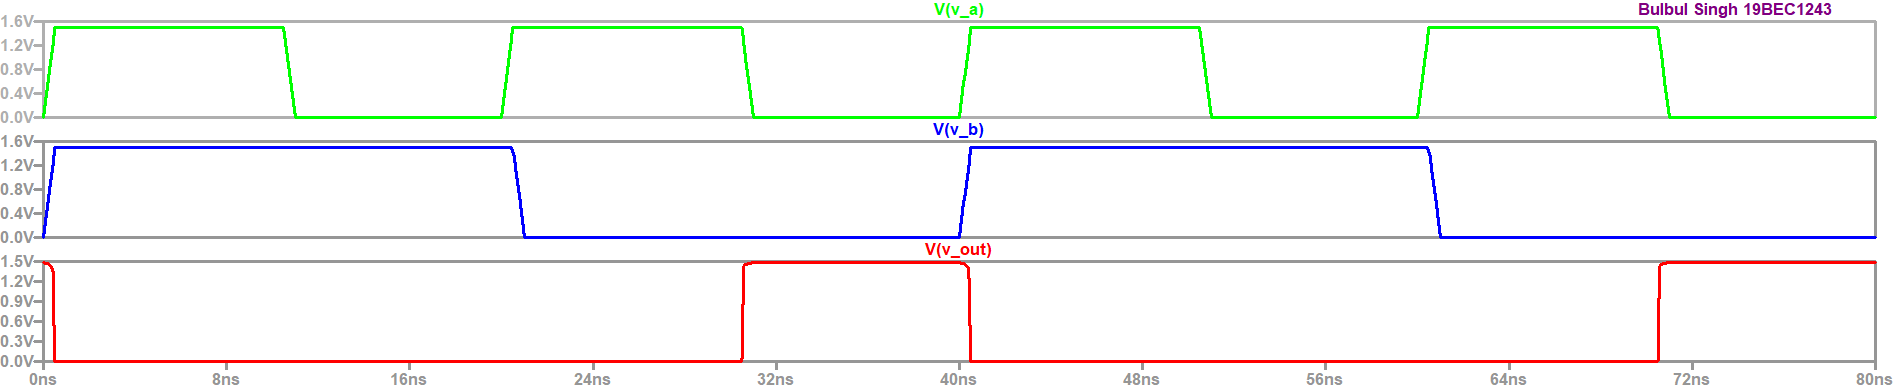 V(v_a) Bulbul Singh 19BEC1243
1.6V
1.2V
0.8V
0.4V
0.0V
V(v_b)
1.6V
1.2V
0.8V
0.4V
0.0V
V(v_out)
1.5V
1.2V
0.9V
0.6V
0.3V
0.0V
0ns 8ns 16ns 24ns 32ns 40ns 48ns 56ns 64ns 72ns 80ns